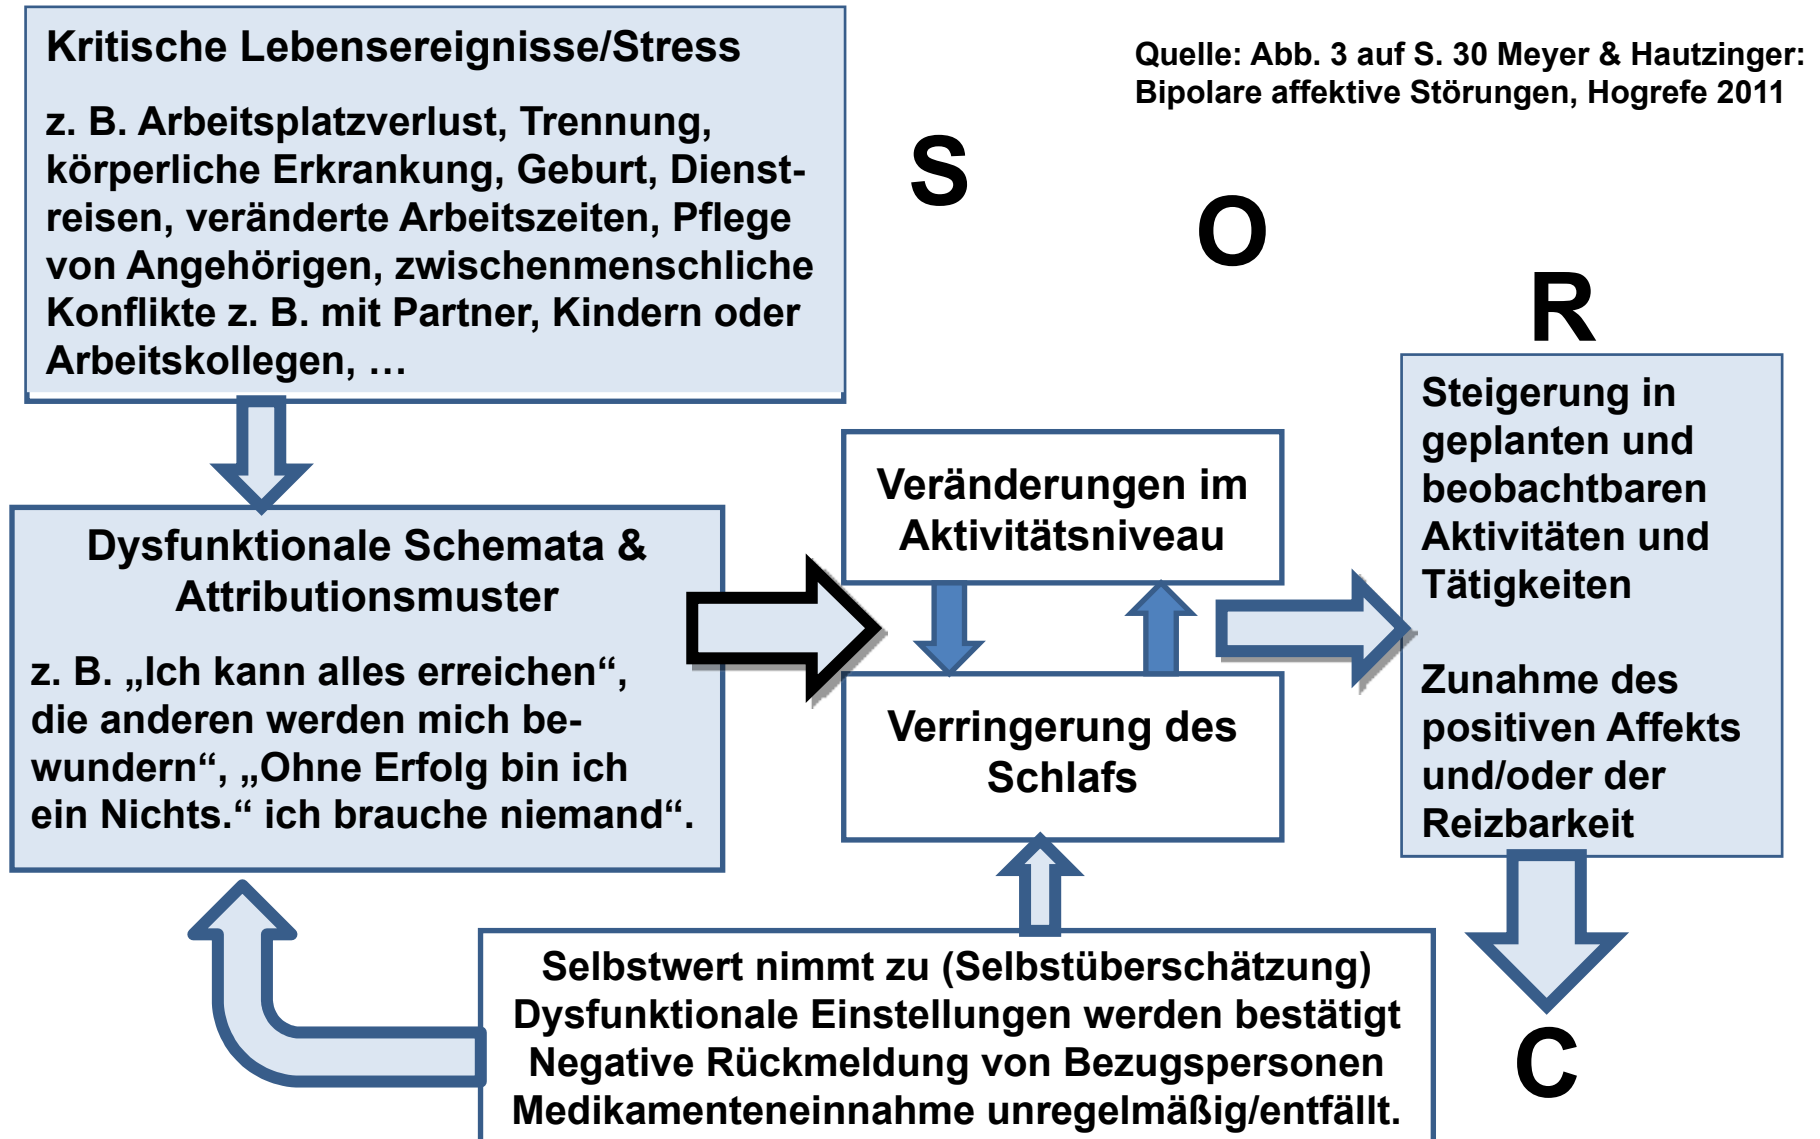 Kritische Lebensereignisse/Stress
z. B. Arbeitsplatzverlust, Trennung,
körperliche Erkrankung, Geburt, Dienst-
reisen, veränderte Arbeitszeiten, Pflege
von Angehörigen, zwischenmenschliche
Konflikte z. B. mit Partner, Kindern oder
Arbeitskollegen, …
Quelle: Abb. 3 auf S. 30 Meyer & Hautzinger:
Bipolare affektive Störungen, Hogrefe 2011
S
O
R
Dysfunktionale Schemata &
Attributionsmuster
z. B. „Ich kann alles erreichen“,
die anderen werden mich be-
wundern“, „Ohne Erfolg bin ich
ein Nichts.“ ich brauche niemand“.
Veränderungen im
Aktivitätsniveau
Verringerung des
Schlafs
Steigerung in
geplanten und
beobachtbaren
Aktivitäten und
Tätigkeiten
Zunahme des
positiven Affekts
und/oder der
Reizbarkeit
Selbstwert nimmt zu (Selbstüberschätzung)
Dysfunktionale Einstellungen werden bestätigt
Negative Rückmeldung von Bezugspersonen
Medikamenteneinnahme unregelmäßig/entfällt.
C